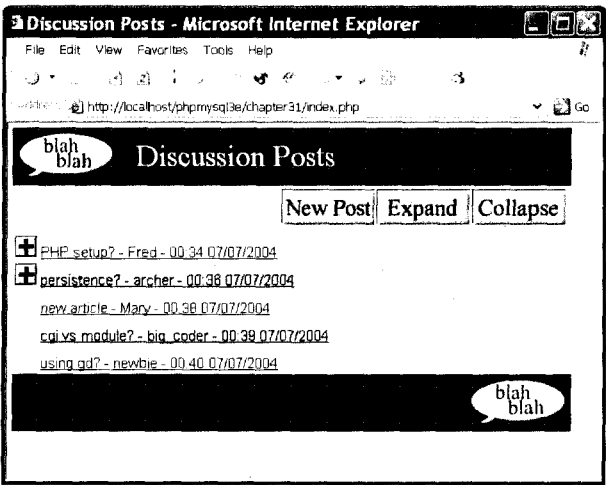 Discussion Posts - Microsoft Internet Explorer
File Edit View Favorites Tools Help
http://localhost/phpmysql3e/chapter31/index.php
Go
blah
blah
Discussion Posts
New Post Expand Collapse
PHP setup? - Fred - 00:34 07/07/2004
persistence? - archer - 00:36 07/07/2004
new article - Mary - 00:38 07/07/2004
cgi vs module? - big_coder - 00:39 07/07/2004
using gd? - newbie - 00:40 07/07/2004
blah
blah